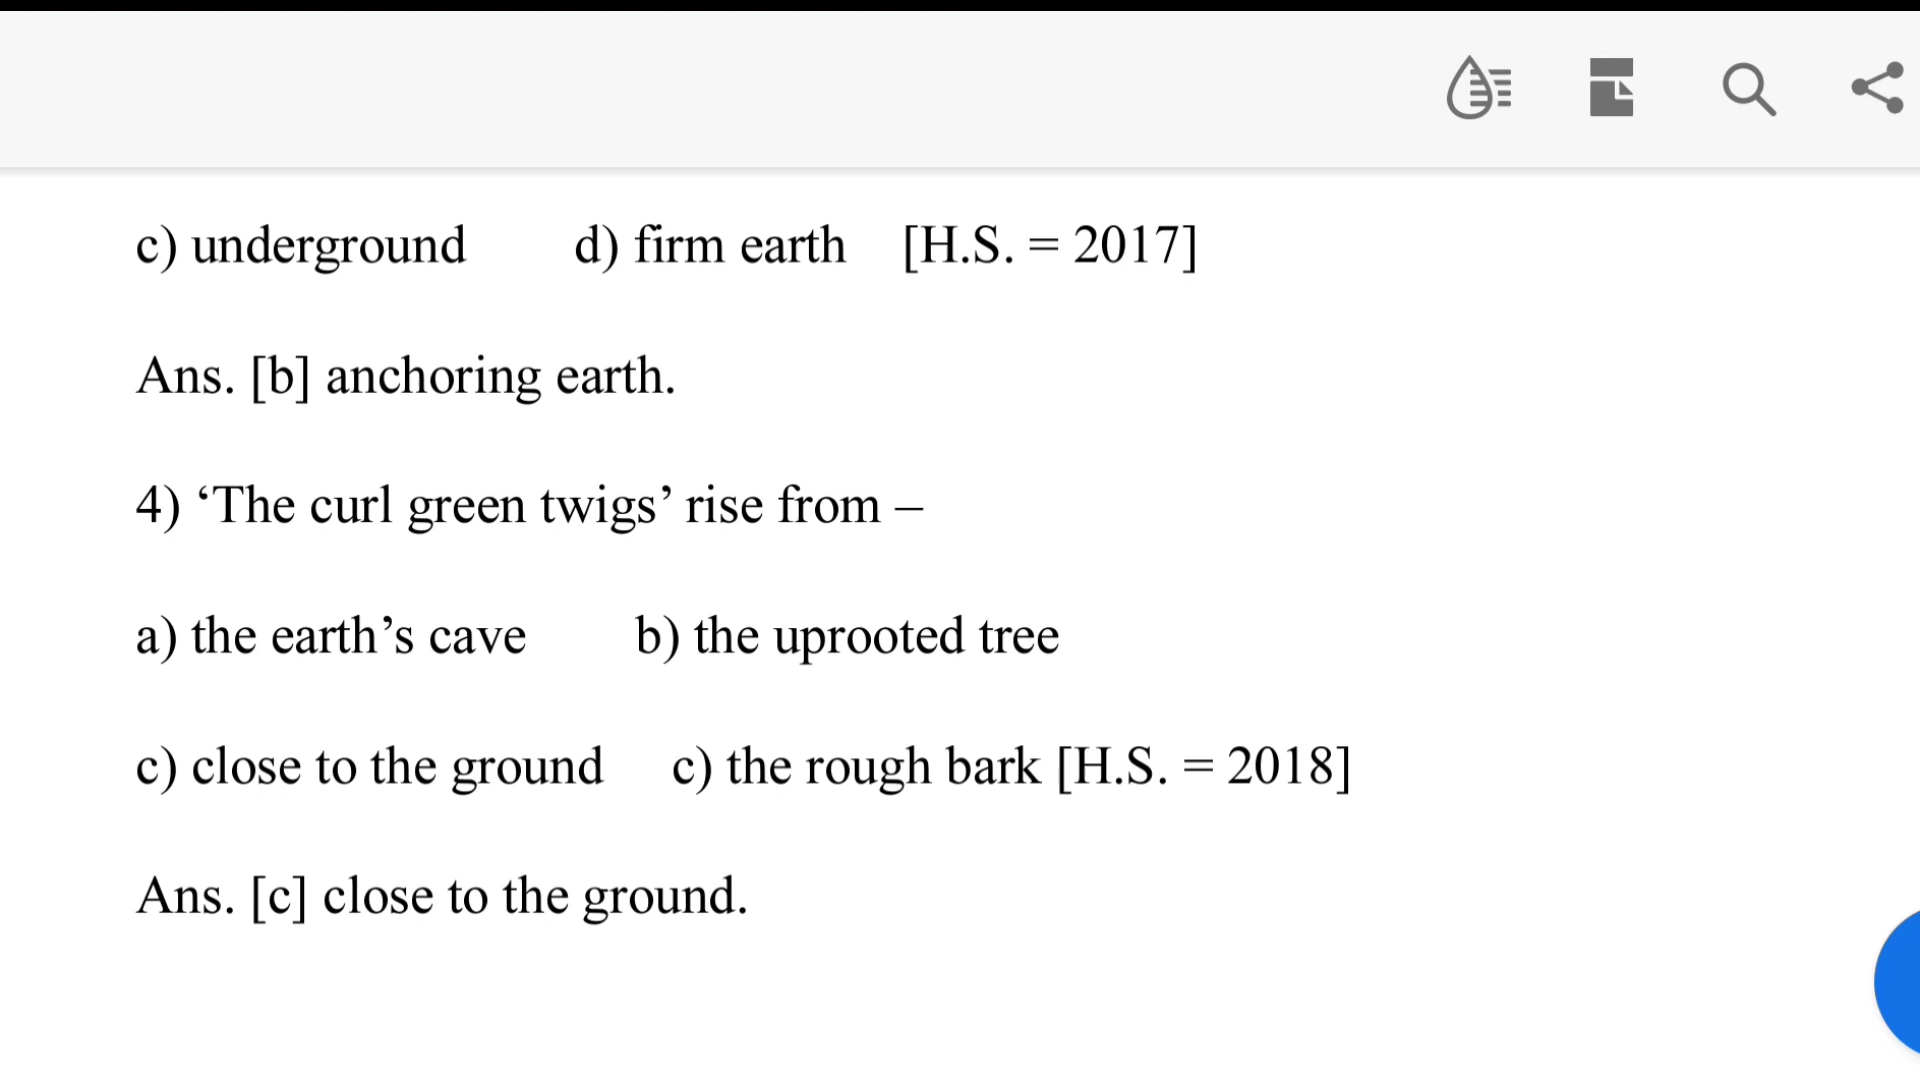 c) underground d) firm earth [H.S. = 2017]
Ans. [b] anchoring earth.
4) ‘The curl green twigs’ rise from –
a) the earth’s cave b) the uprooted tree
c) close to the ground c) the rough bark [H.S. = 2018]
Ans. [c] close to the ground.